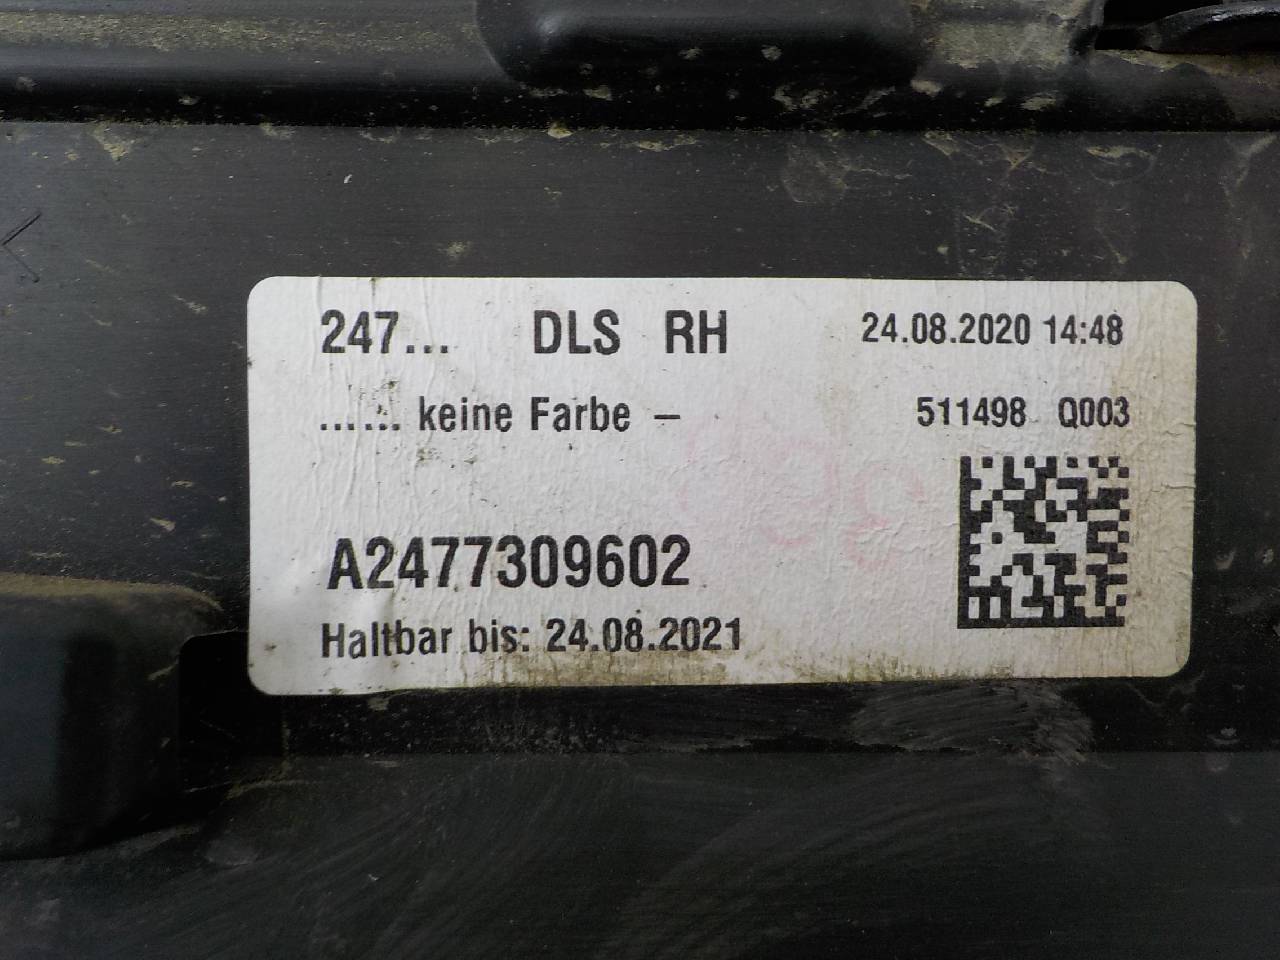 247... DLS RH 24.08.2020 14:48
...... keine Farbe – 511498 Q003
A2477309602
Haltbar bis: 24.08.2021